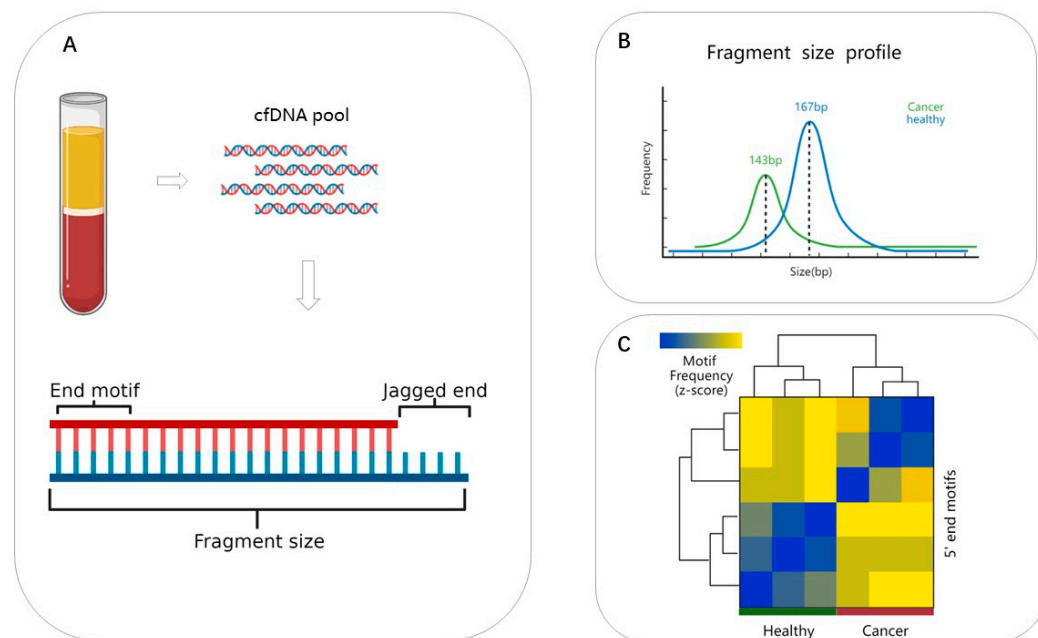 A
cfDNA pool
End motif
Jagged end
Fragment size
B
Fragment size profile
167bp
Cancer
healthy
143bp
Frequency
Size(bp)
C
Motif
Frequency
(z-score)
5' end motifs
Healthy
Cancer